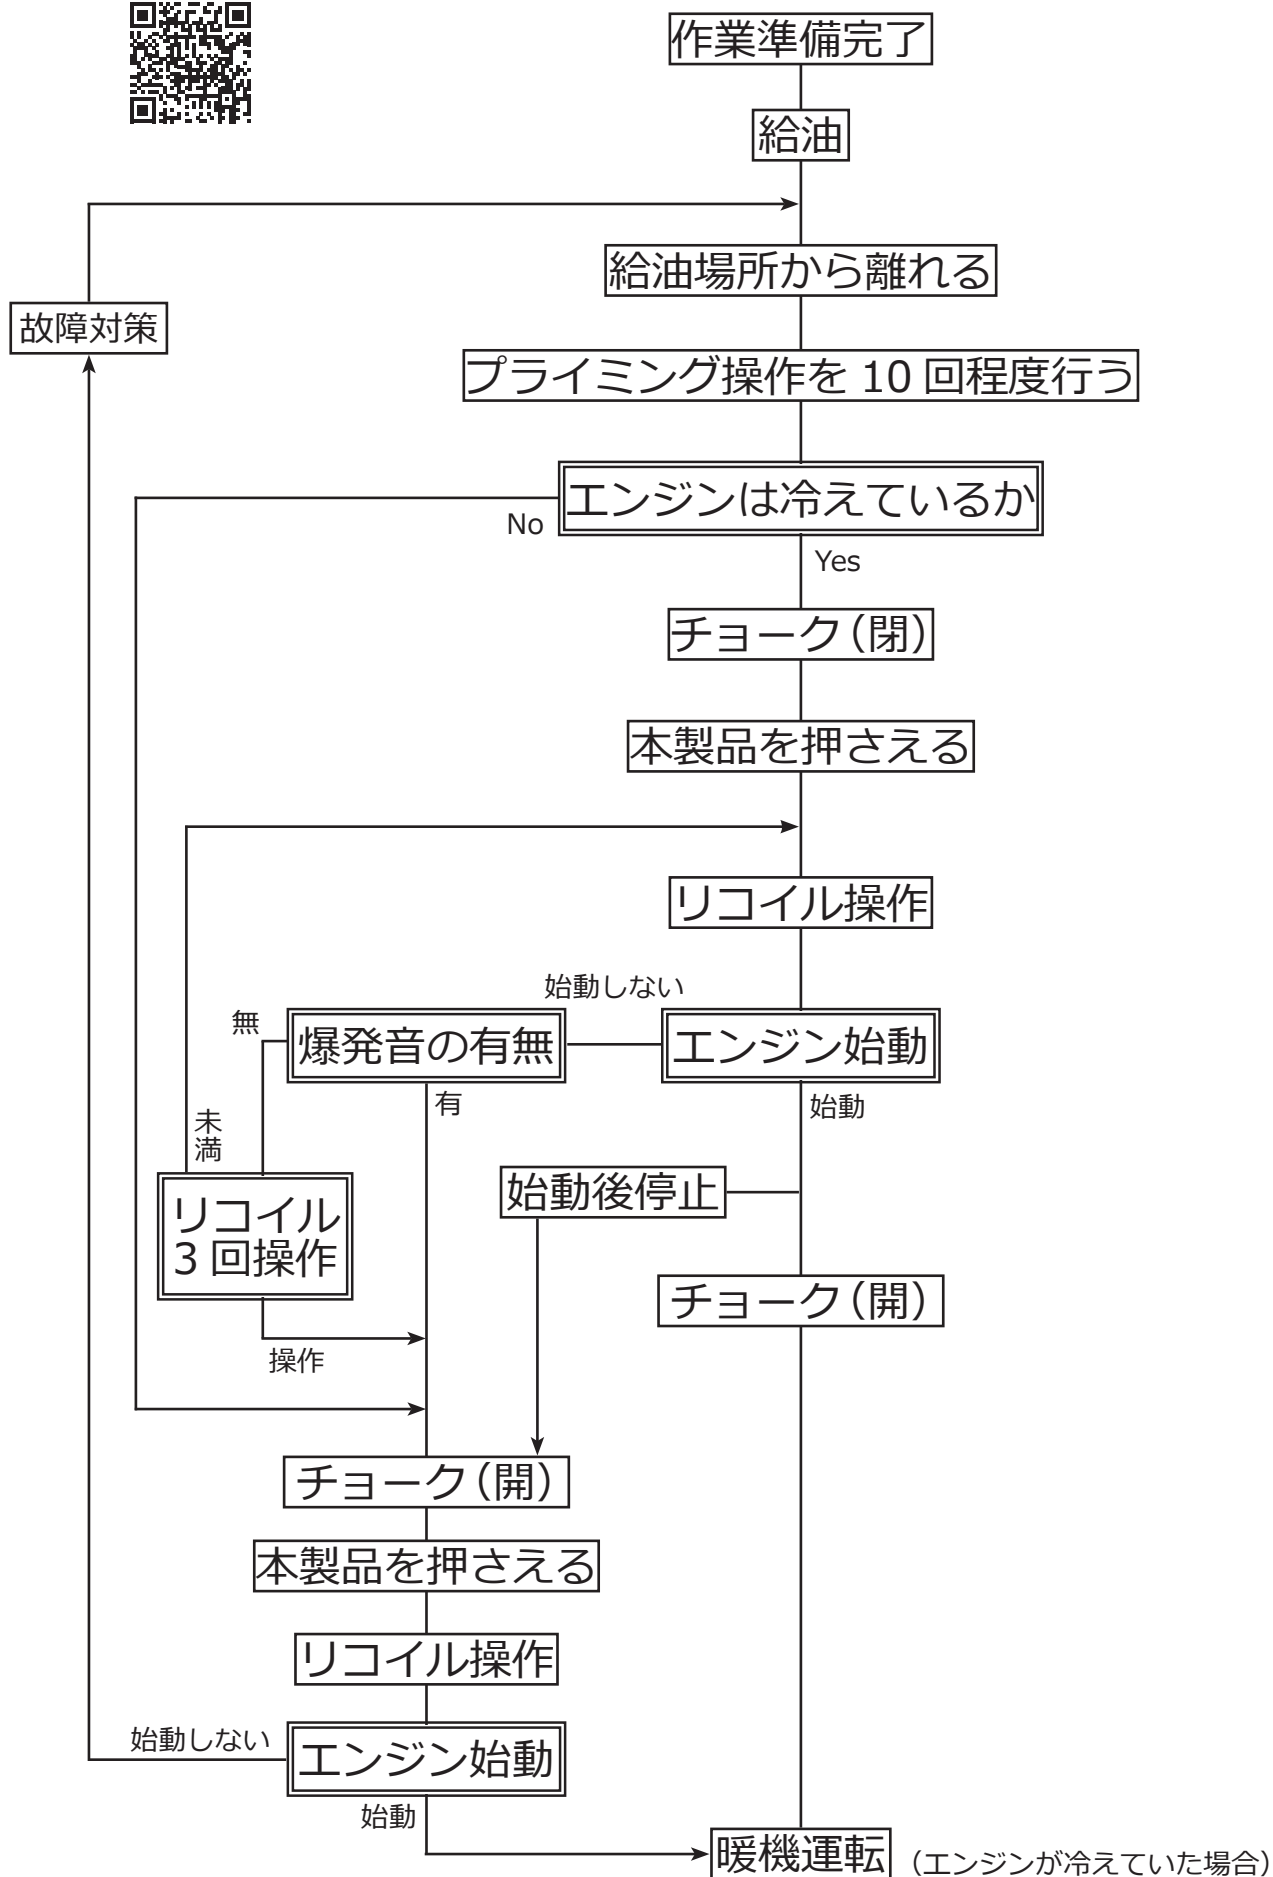 作業準備完了
給油
給油場所から離れる
故障対策
プライミング操作を 10 回程度行う
エンジンは冷えているか
No
Yes
チョーク（閉）
本製品を押さえる
リコイル操作
始動しない
無
爆発音の有無
エンジン始動
有
始動
未満
始動後停止
リコイル
3 回操作
チョーク（開）
操作
チョーク（開）
本製品を押さえる
リコイル操作
始動しない
エンジン始動
始動
暖機運転 （エンジンが冷えていた場合）